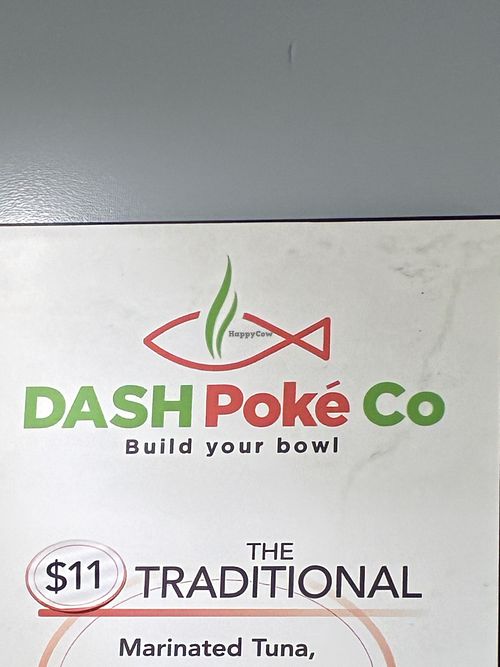 HappyCow
DASH Poké Co
Build your bowl
$11
THE
TRADITIONAL
Marinated Tuna,